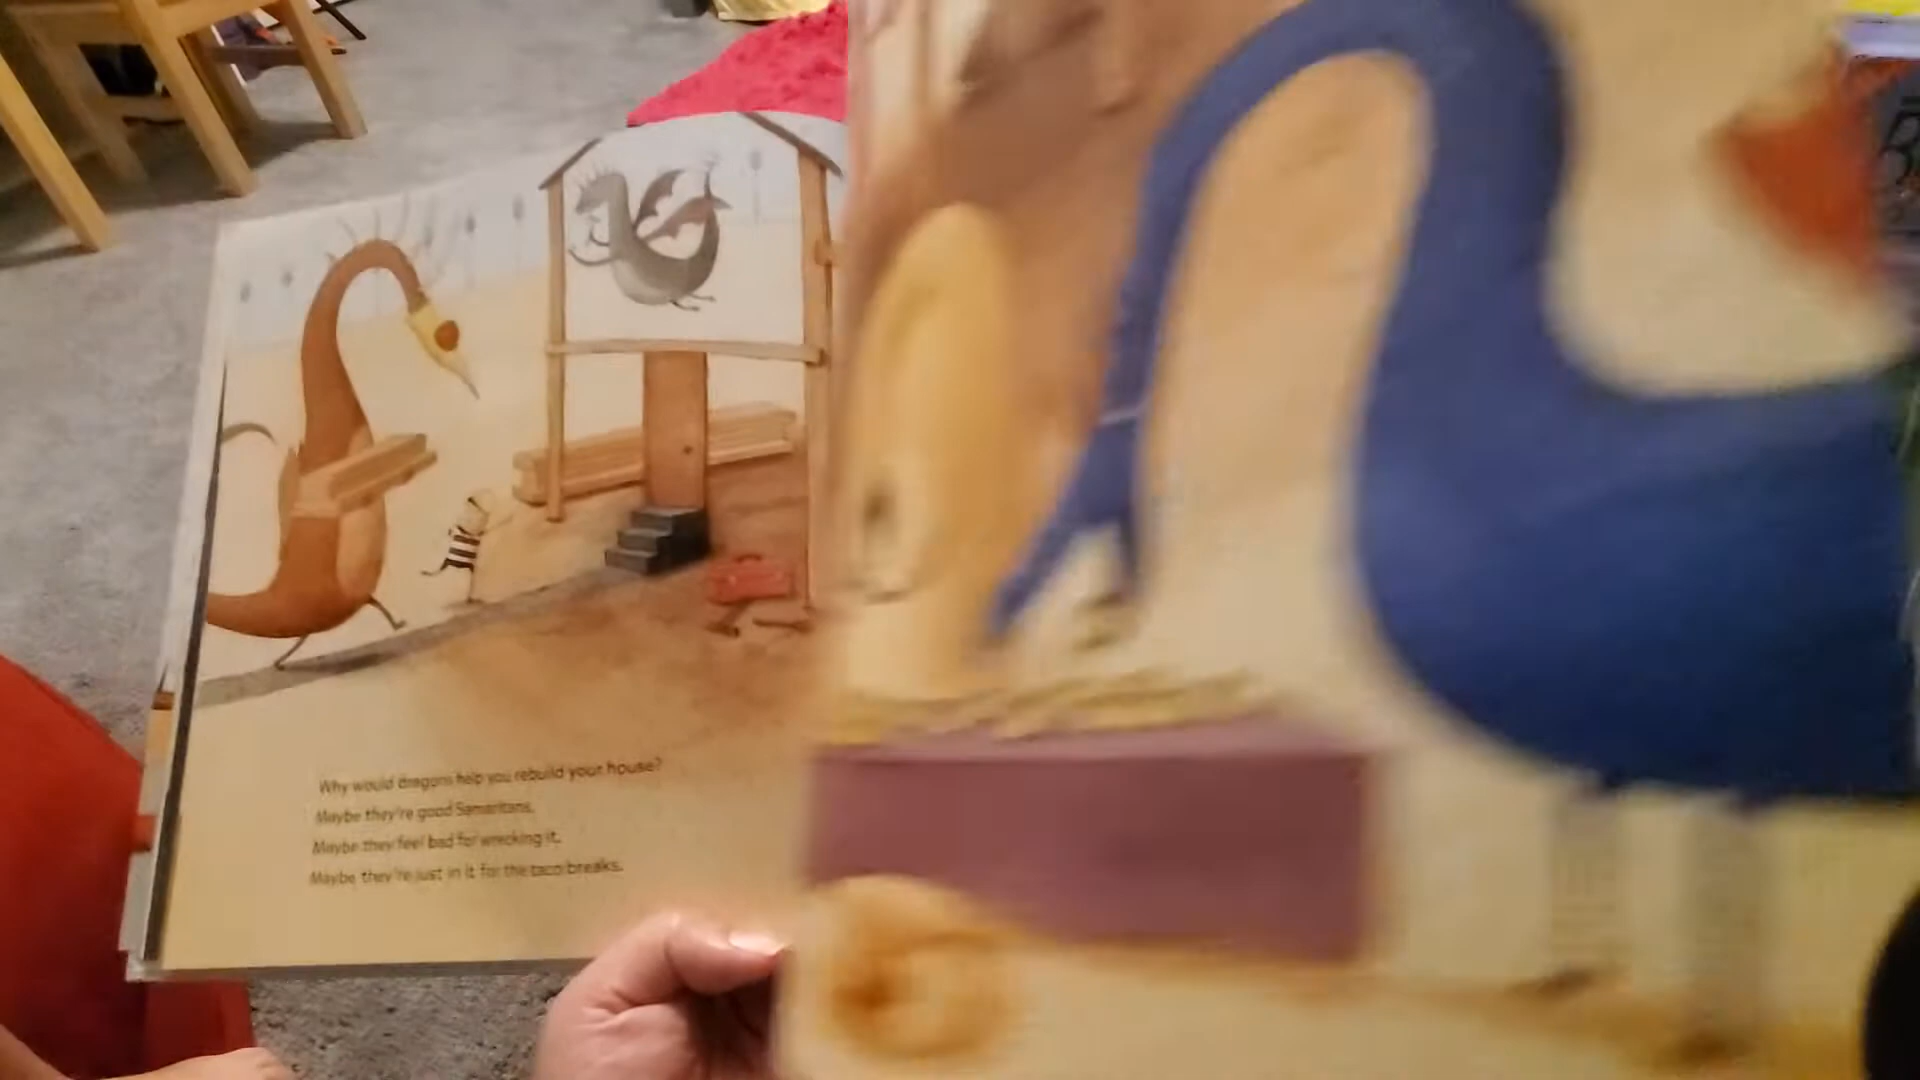 Why would dragons help you rebuild your house?
Maybe they're good Samaritans.
Maybe they feel bad for wrecking it.
Maybe they're just in it for the taco breaks.